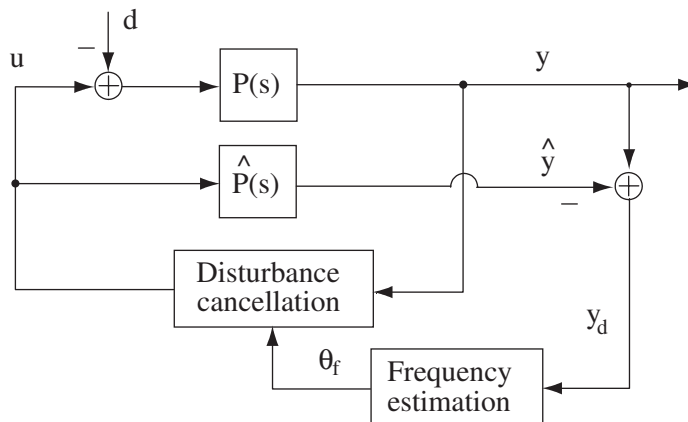 d
−
u
P(s)
y
P̂(s)
ŷ
−
Disturbance
cancellation
y_d
θ_f
Frequency
estimation